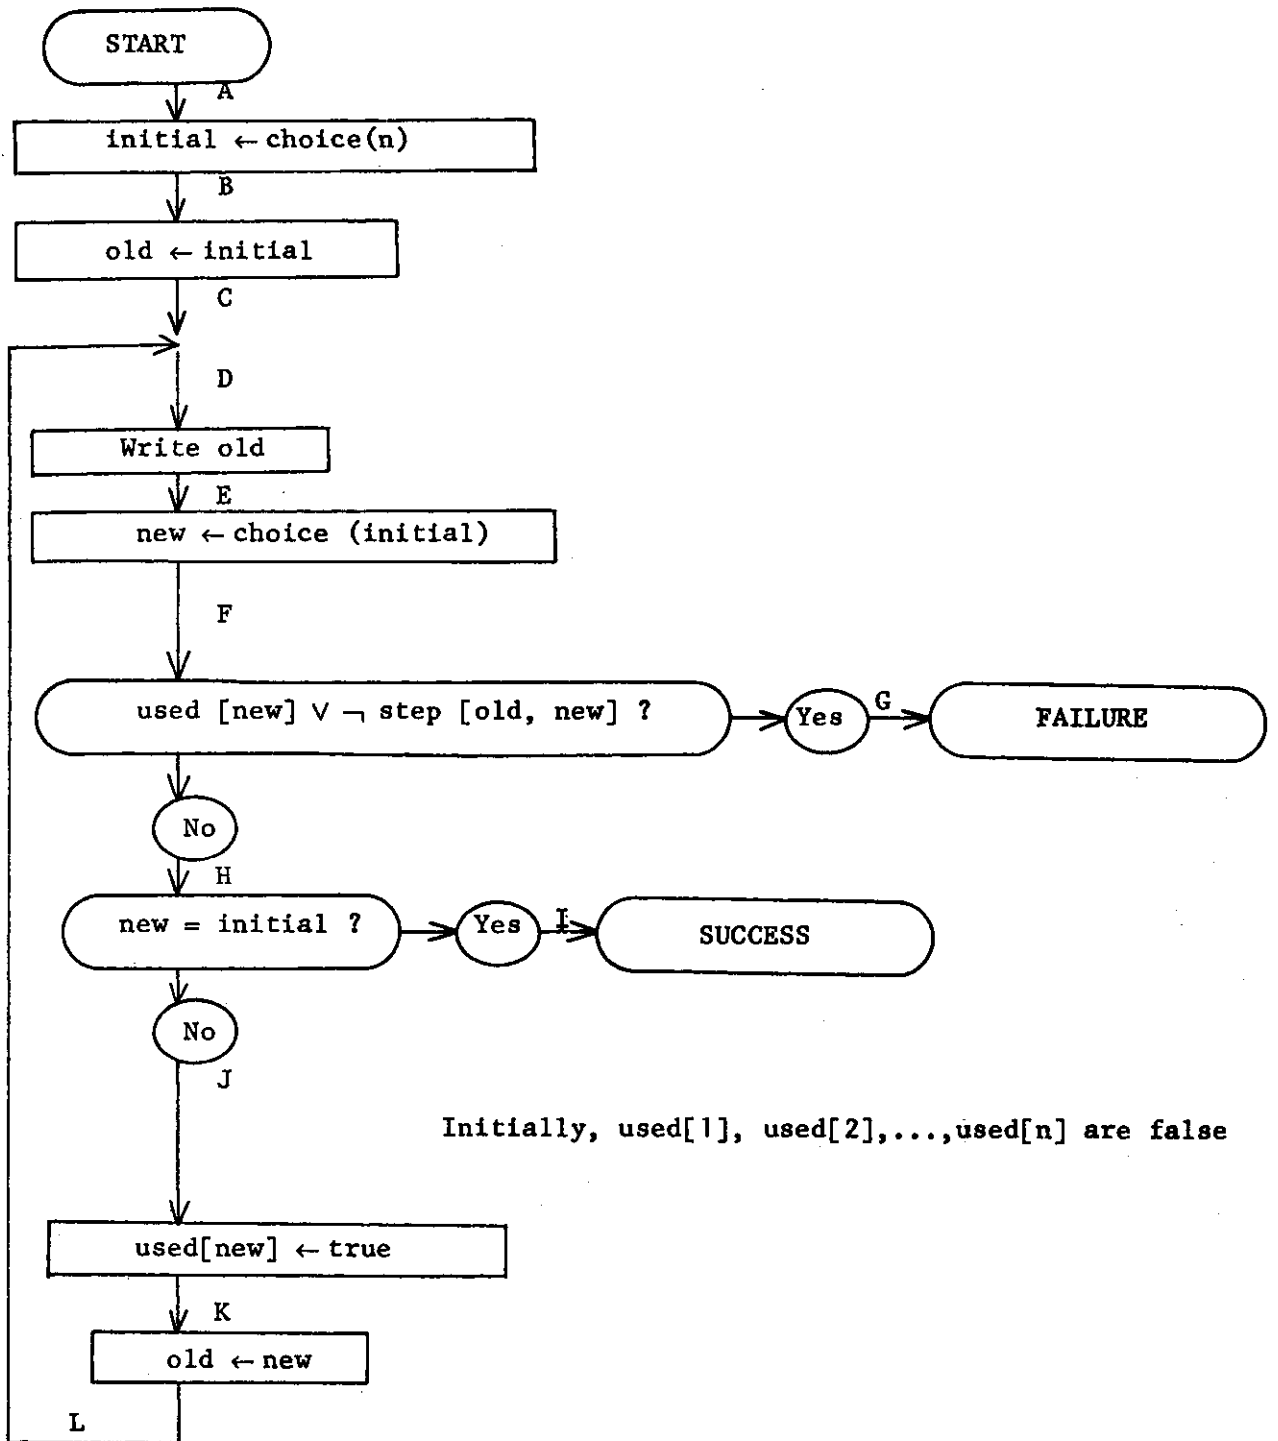 START
A
initial ← choice(n)
B
old ← initial
C
D
Write old
E
new ← choice (initial)
F
used [new] ∨ ¬ step [old, new] ?
Yes
G
FAILURE
No
H
new = initial ?
Yes
I
SUCCESS
No
J
Initially, used[1], used[2],...,used[n] are false
used[new] ← true
K
old ← new
L